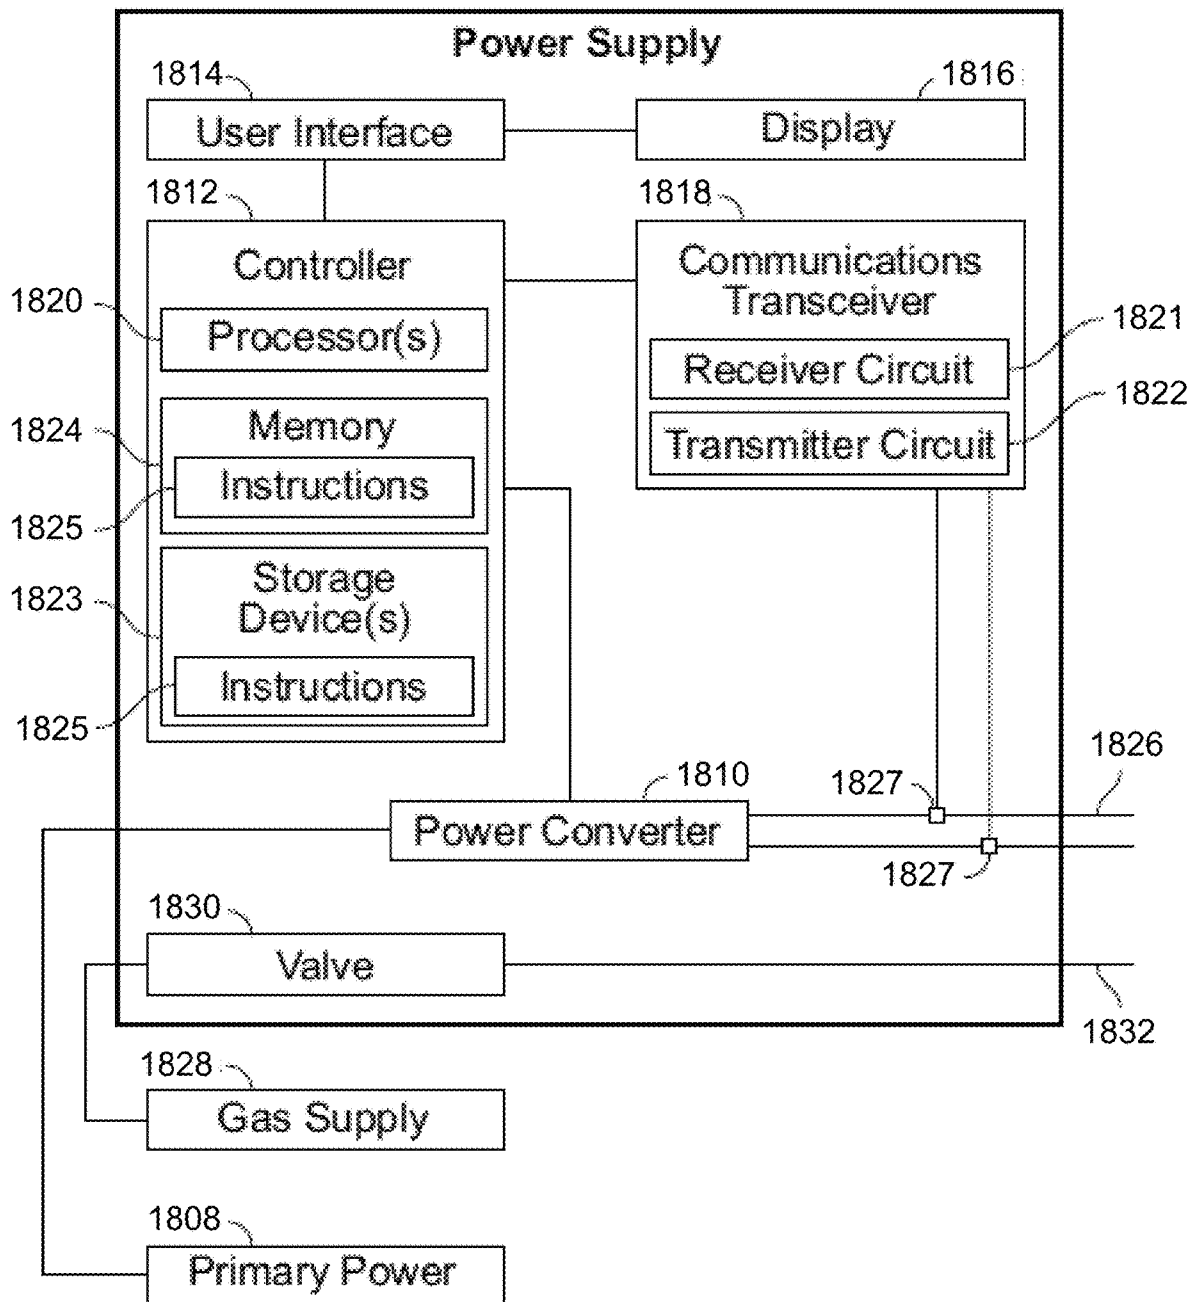 Power Supply
1814
1816
User Interface
Display
1812
1818
Controller
Communications
Transceiver
1820
Processor(s)
1821
Receiver Circuit
1822
Transmitter Circuit
1824
Memory
Instructions
1825
Storage
Device(s)
1823
Instructions
1825
1810
1827
1826
Power Converter
1827
1830
Valve
1832
1828
Gas Supply
1808
Primary Power